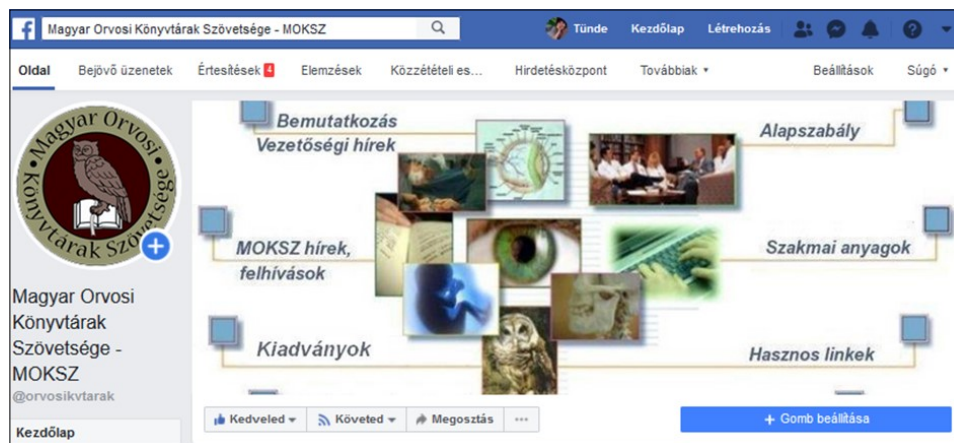 Magyar Orvosi Könyvtárak Szövetsége - MOKSZ
Tünde
Kezdőlap
Létrehozás
Oldal
Bejövő üzenetek
Értesítések 4
Elemzések
Közzétételi es...
Hirdetésközpont
Továbbiak
Beállítások
Súgó
Magyar Orvosi
Könyvtárak Szövetsége
Magyar Orvosi
Könyvtárak
Szövetsége -
MOKSZ
@orvosikvtarak
Kezdőlap
Bemutatkozás
Vezetőségi hírek
Alapszabály
MOKSZ hírek,
felhívások
Szakmai anyagok
Kiadványok
Hasznos linkek
Kedveled
Követed
Megosztás
...
+ Gomb beállítása